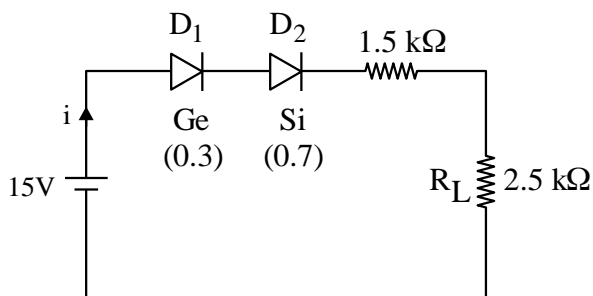 D1 D2
1.5 kΩ
i
Ge Si
(0.3) (0.7)
15V
RL 2.5 kΩ